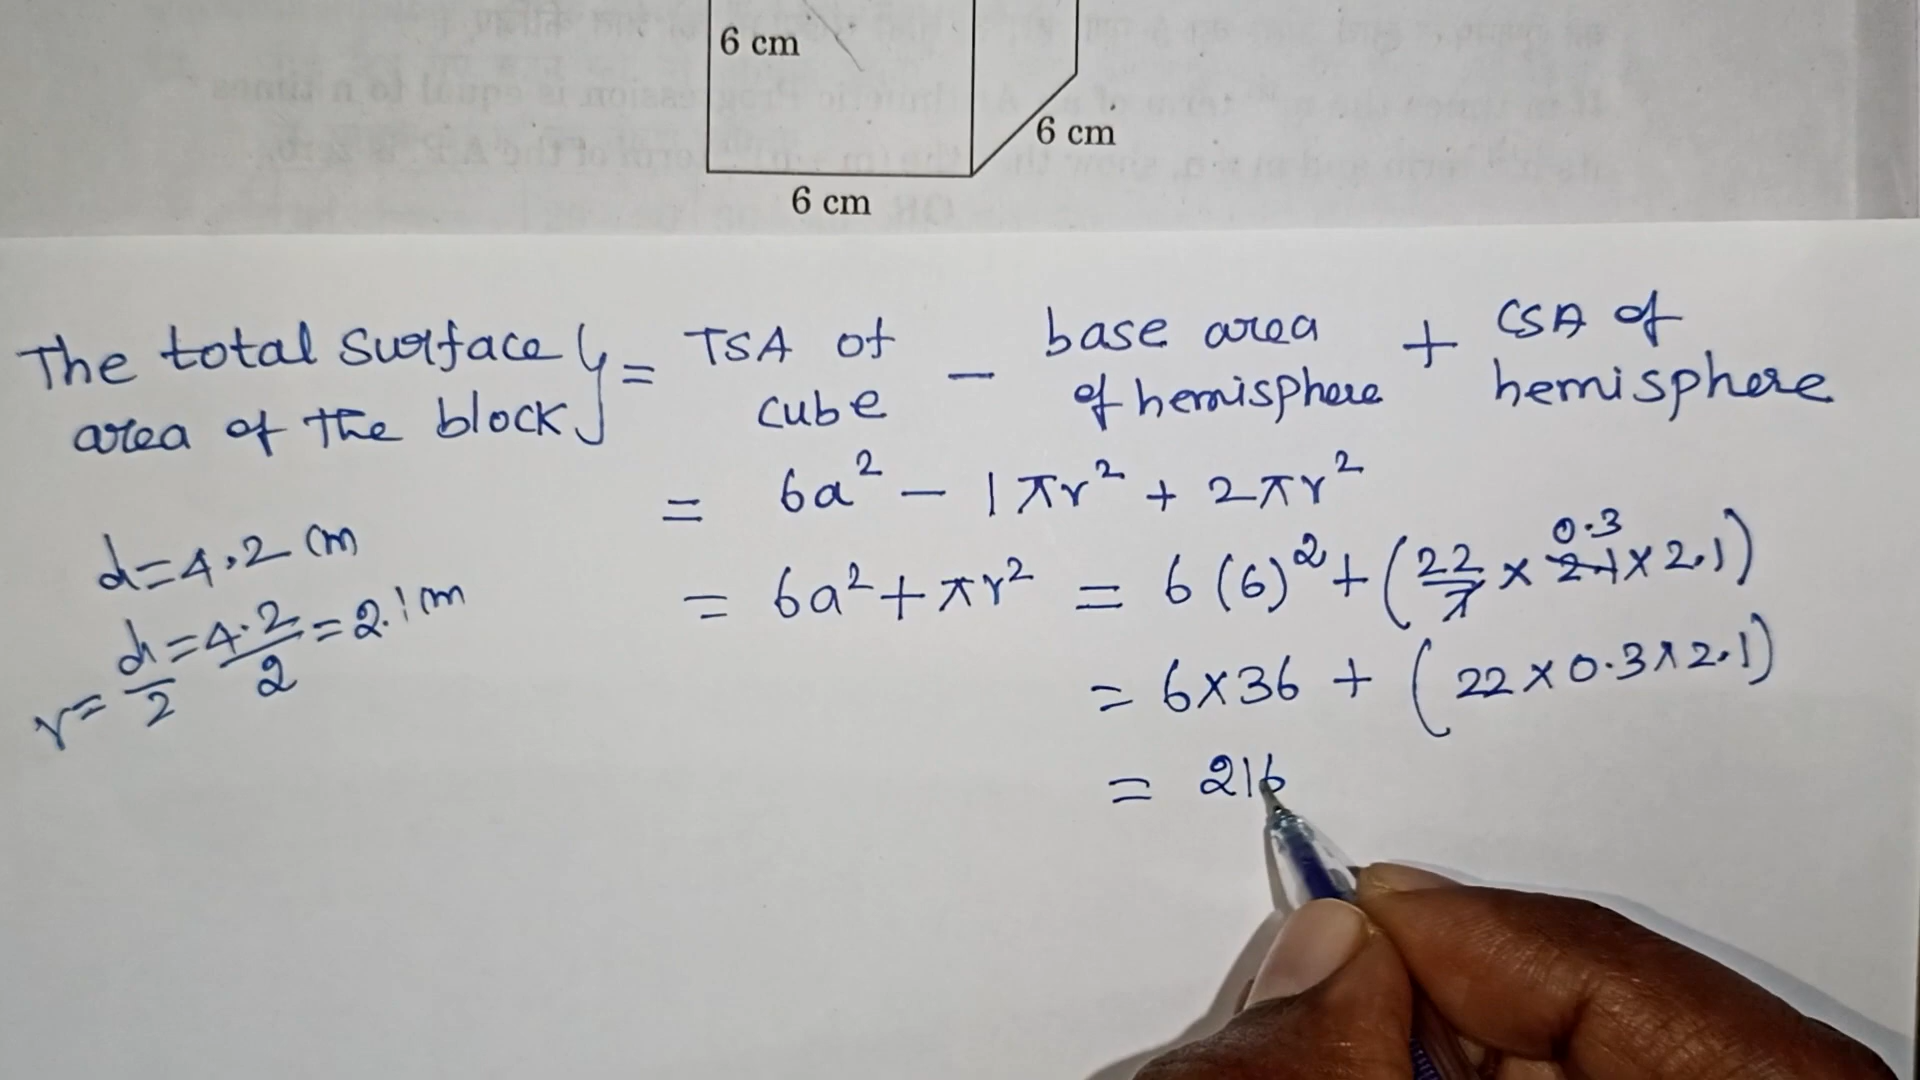 6 cm
6 cm
6 cm
The total surface } = TSA of cube − base area of hemisphere + CSA of hemisphere
area of the block
= 6a² − 1πr² + 2πr²
d = 4.2 cm
r = d/2 = 4.2/2 = 2.1 cm
= 6a² + πr² = 6(6)² + (22/7 × 2.1 × 2.1)
0.3
= 6×36 + (22 × 0.3 × 2.1)
= 216